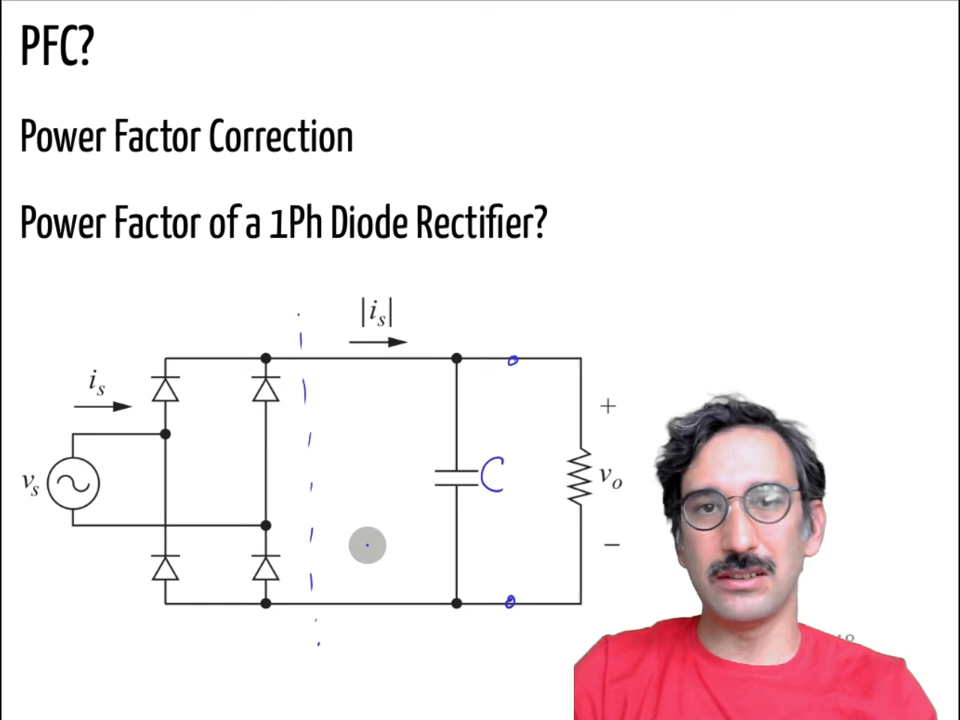 PFC?
Power Factor Correction
Power Factor of a 1Ph Diode Rectifier?
|is|
is
+
C
vs
vo
−